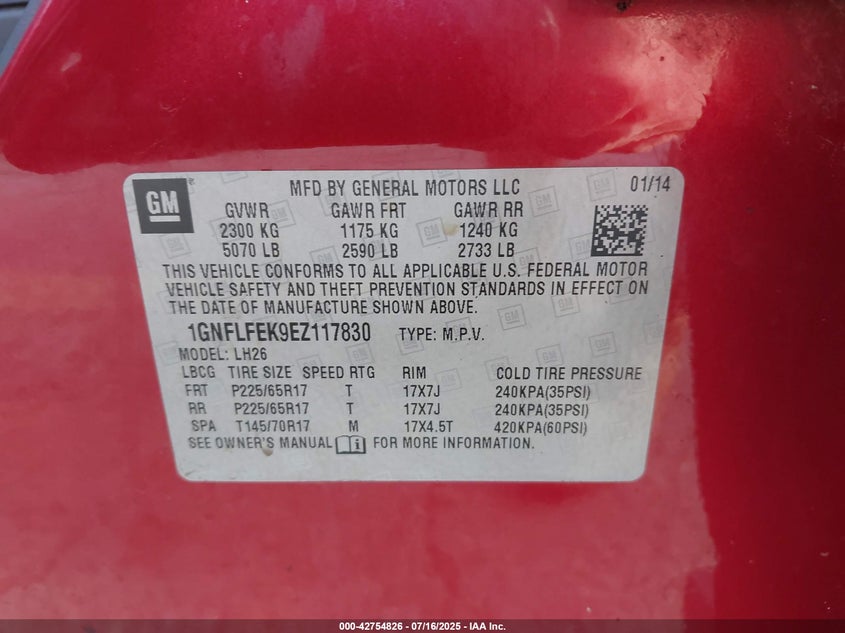 GM
MFD BY GENERAL MOTORS LLC 01/14
GVWR GAWR FRT GAWR RR
2300 KG 1175 KG 1240 KG
5070 LB 2590 LB 2733 LB
THIS VEHICLE CONFORMS TO ALL APPLICABLE U.S. FEDERAL MOTOR
VEHICLE SAFETY AND THEFT PREVENTION STANDARDS IN EFFECT ON
THE DATE OF MANUFACTURE SHOWN ABOVE.
1GNFLFEK9EZ117830 TYPE: M.P.V.
MODEL: LH26
LBCG TIRE SIZE SPEED RTG RIM COLD TIRE PRESSURE
FRT P225/65R17 T 17X7J 240KPA(35PSI)
RR P225/65R17 T 17X7J 240KPA(35PSI)
SPA T145/70R17 M 17X4.5T 420KPA(60PSI)
SEE OWNER'S MANUAL FOR MORE INFORMATION.
000-42754826 - 07/16/2025 - IAA Inc.